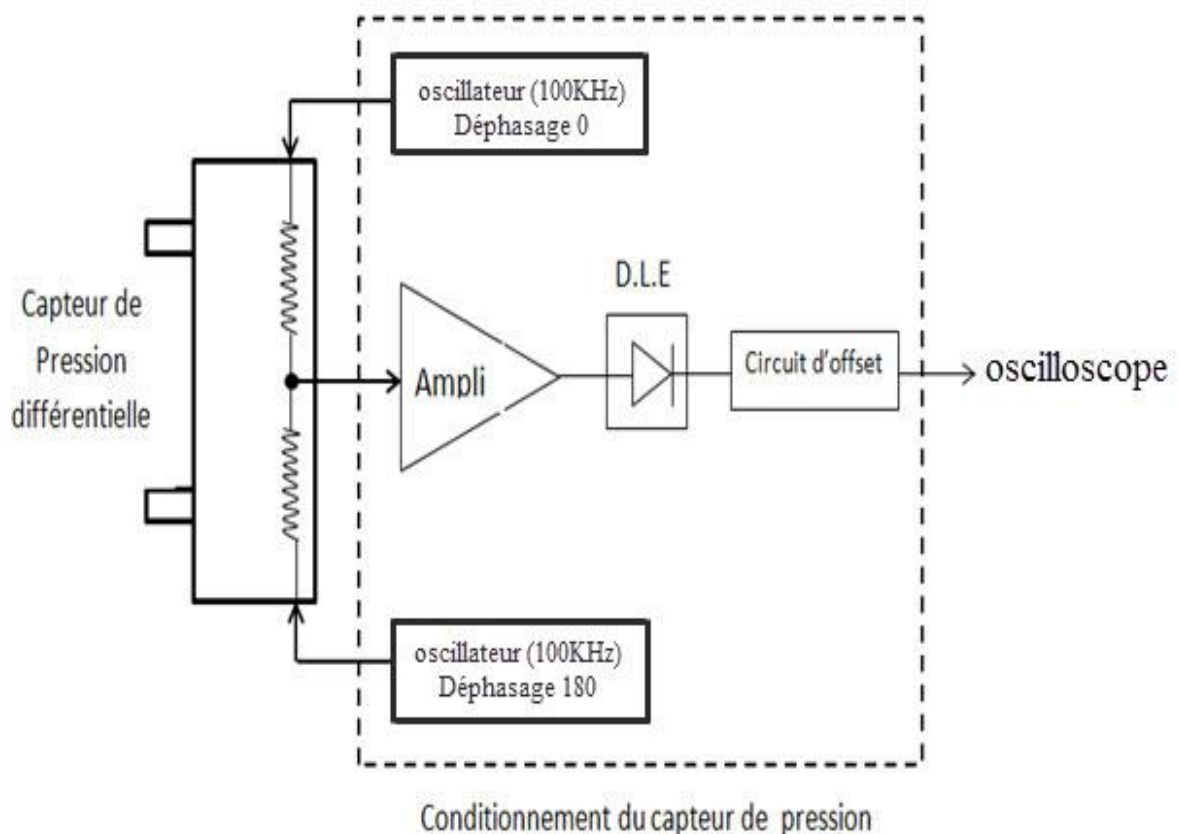 oscillateur (100KHz)
Déphasage 0
Capteur de
Pression
différentielle
Ampli
D.L.E
Circuit d'offset
oscilloscope
oscillateur (100KHz)
Déphasage 180
Conditionnement du capteur de pression